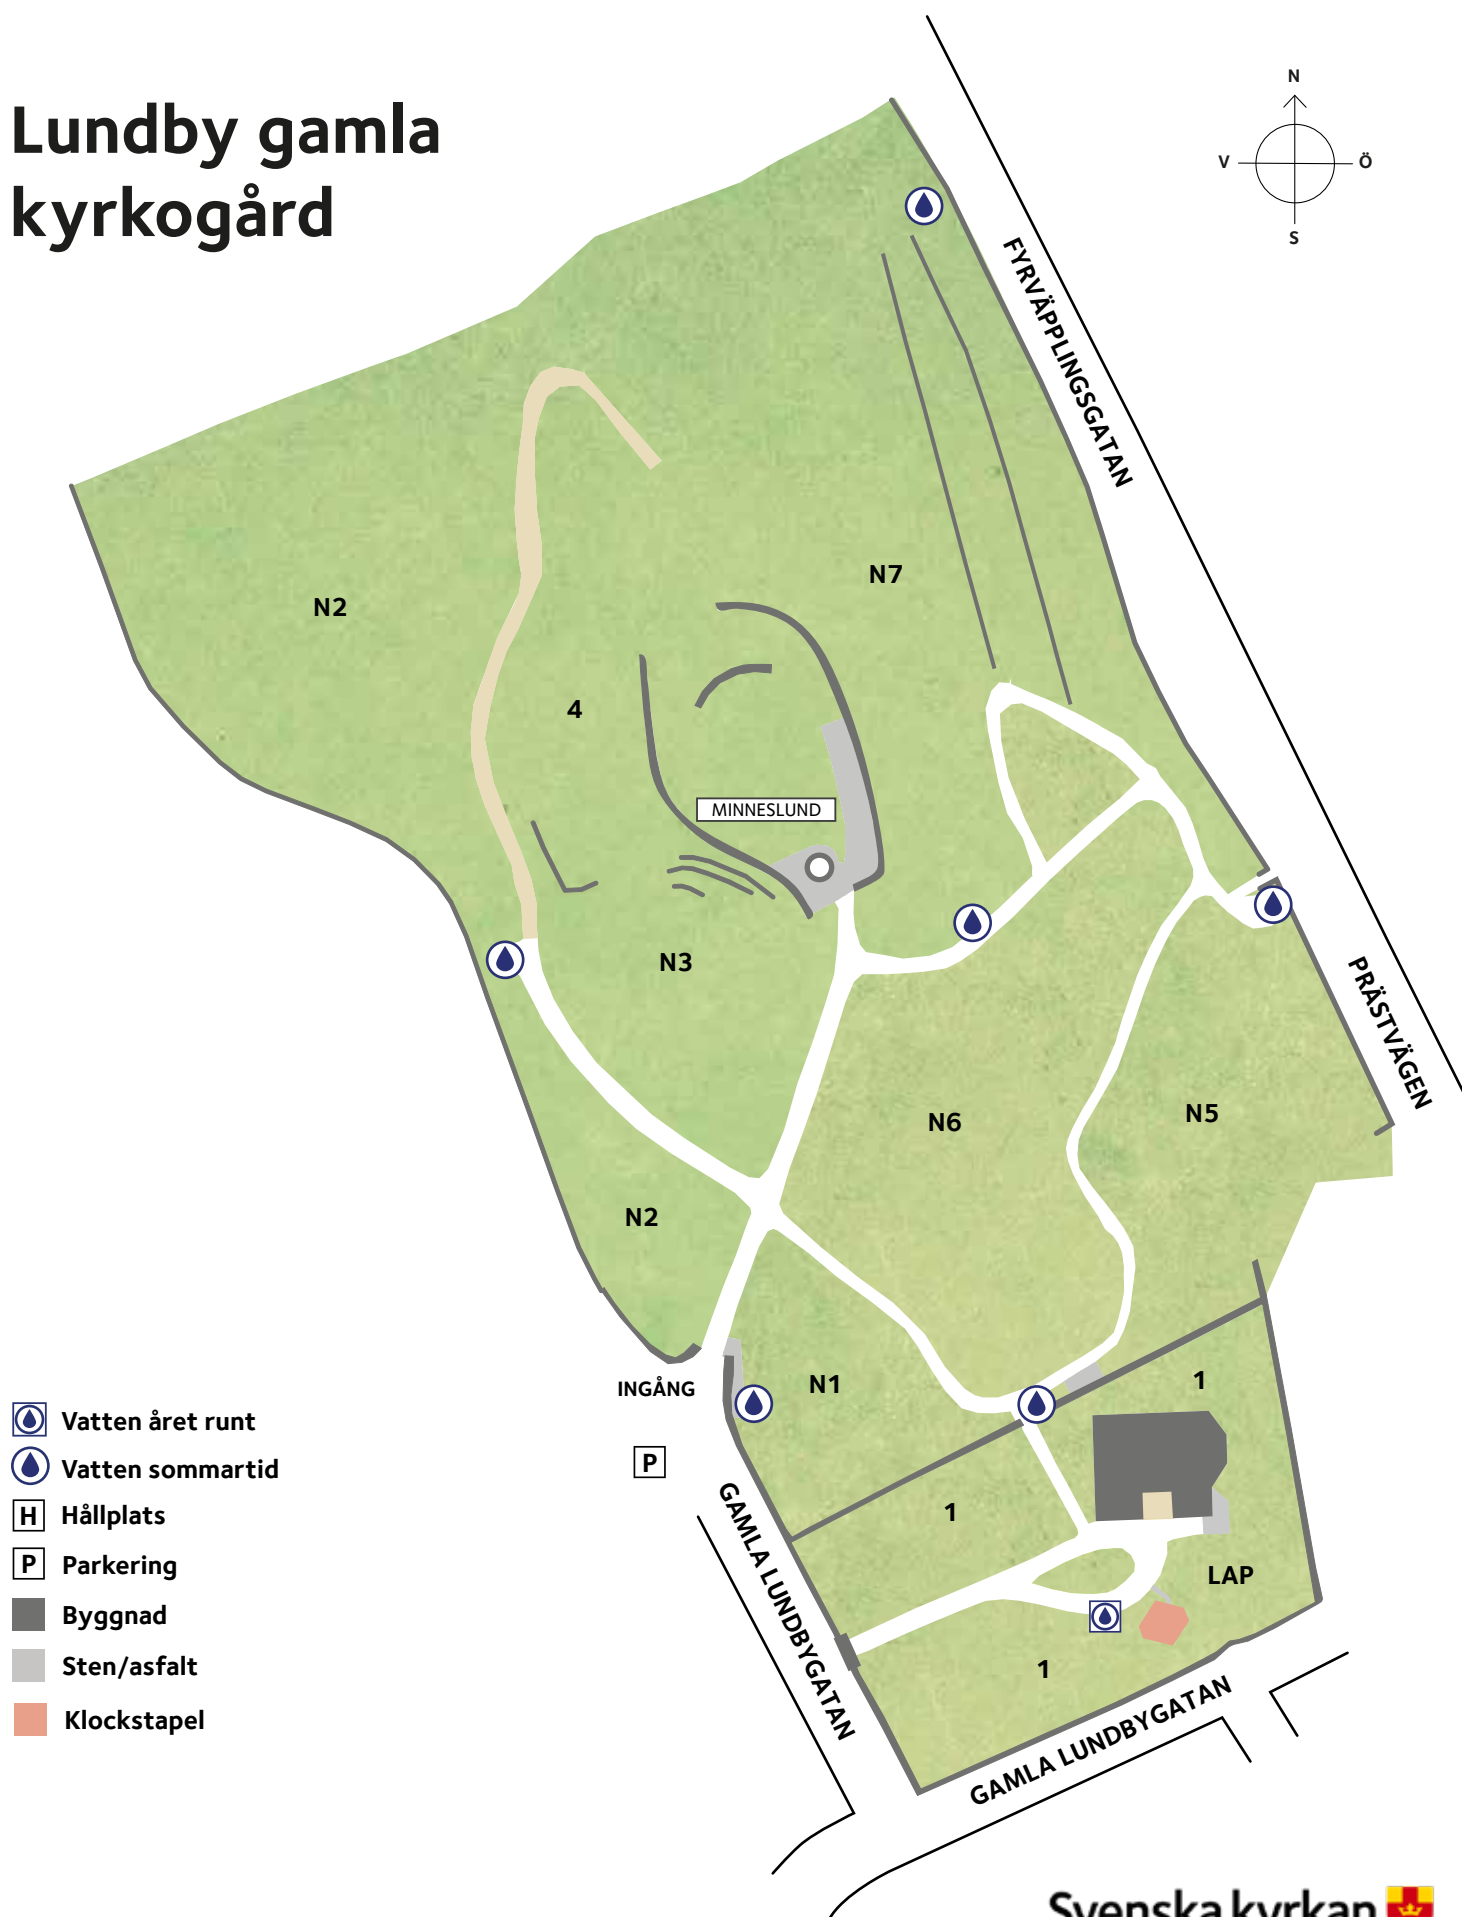 Lundby gamla
kyrkogård
N
V
Ö
S
FYRVÄPPLINGSGATAN
N7
N2
4
MINNESLUND
N3
PRÄSTVÄGEN
N6
N5
N2
INGÅNG
N1
1
P
1
GAMLA LUNDBYGATAN
LAP
1
GAMLA LUNDBYGATAN
Vatten året runt
Vatten sommartid
H Hållplats
P Parkering
Byggnad
Sten/asfalt
Klockstapel
Svenska kyrkan